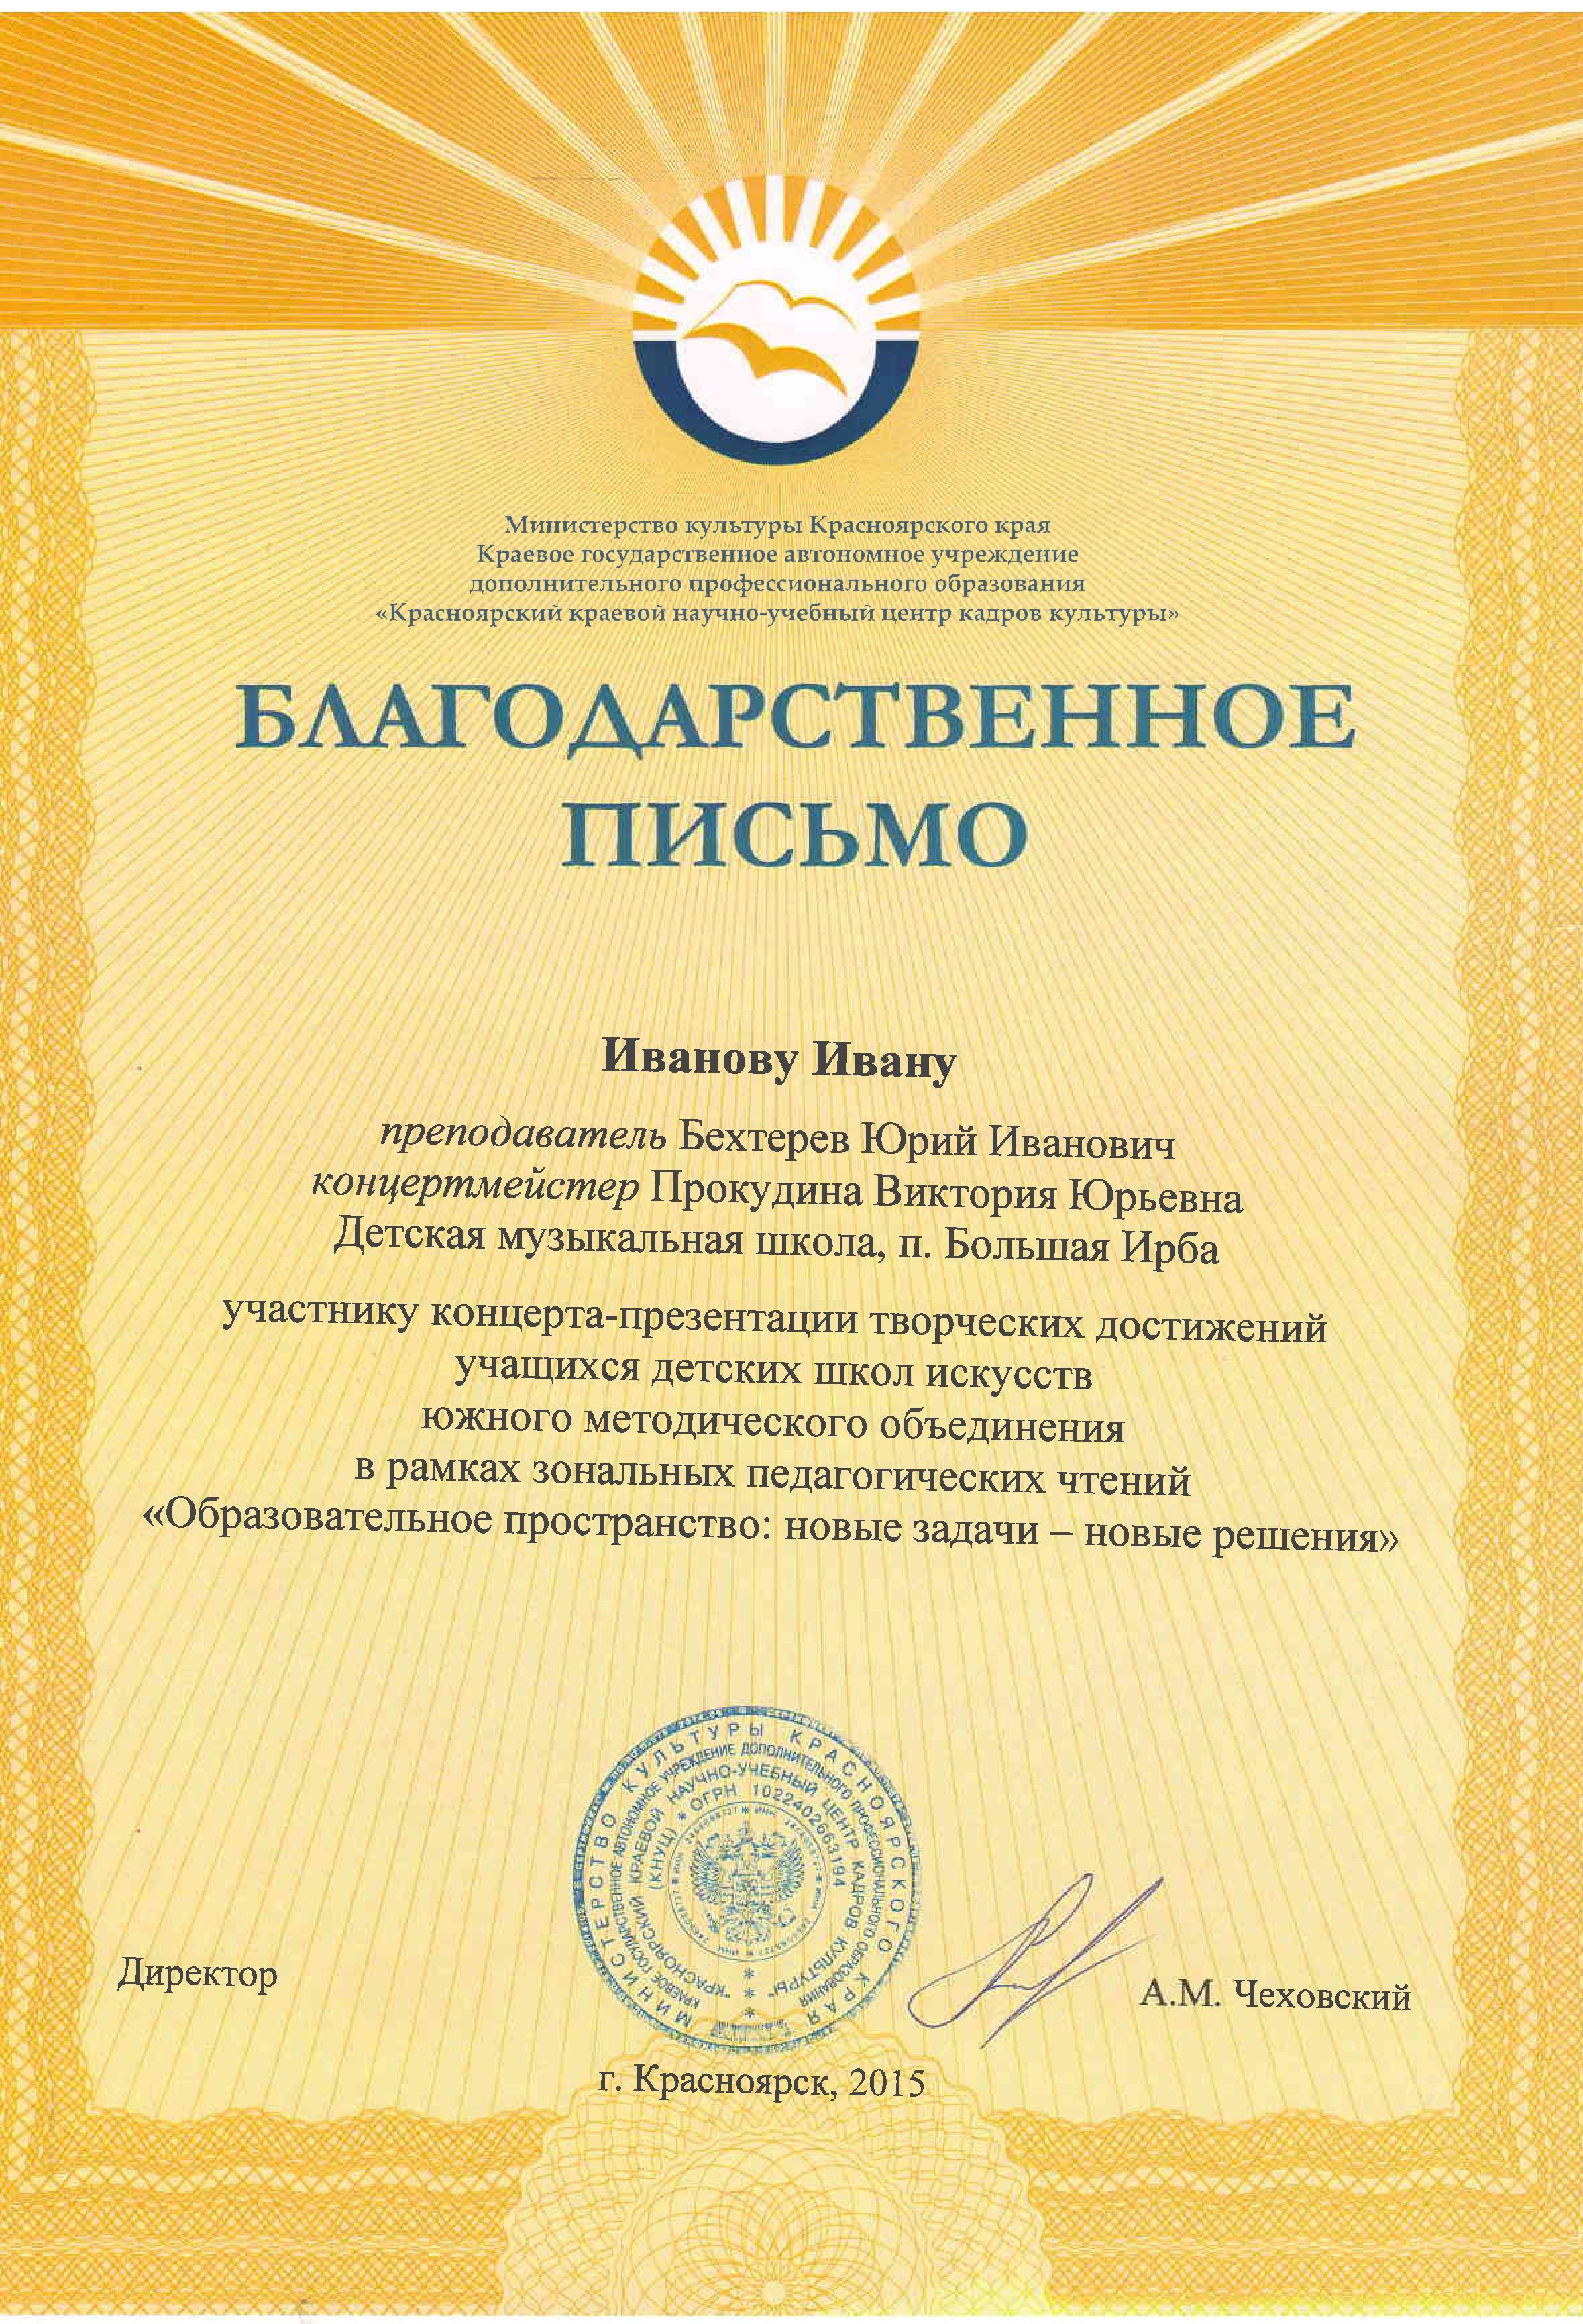 Министерство культуры Красноярского края
Краевое государственное автономное учреждение
дополнительного профессионального образования
«Красноярский краевой научно-учебный центр кадров культуры»
БЛАГОДАРСТВЕННОЕ
ПИСЬМО
Иванову Ивану
преподаватель Бехтерев Юрий Иванович
концертмейстер Прокудина Виктория Юрьевна
Детская музыкальная школа, п. Большая Ирба
участнику концерта-презентации творческих достижений
учащихся детских школ искусств
южного методического объединения
в рамках зональных педагогических чтений
«Образовательное пространство: новые задачи – новые решения»
МИНИСТЕРСТВО КУЛЬТУРЫ КРАСНОЯРСКОГО КРАЯ
КРАЕВОЕ ГОСУДАРСТВЕННОЕ АВТОНОМНОЕ УЧРЕЖДЕНИЕ ДОПОЛНИТЕЛЬНОГО ПРОФЕССИОНАЛЬНОГО ОБРАЗОВАНИЯ
"КРАСНОЯРСКИЙ КРАЕВОЙ НАУЧНО-УЧЕБНЫЙ ЦЕНТР КАДРОВ КУЛЬТУРЫ"
(КНУЦ) * ОГРН 1022402663194
Директор
А.М. Чеховский
г. Красноярск, 2015